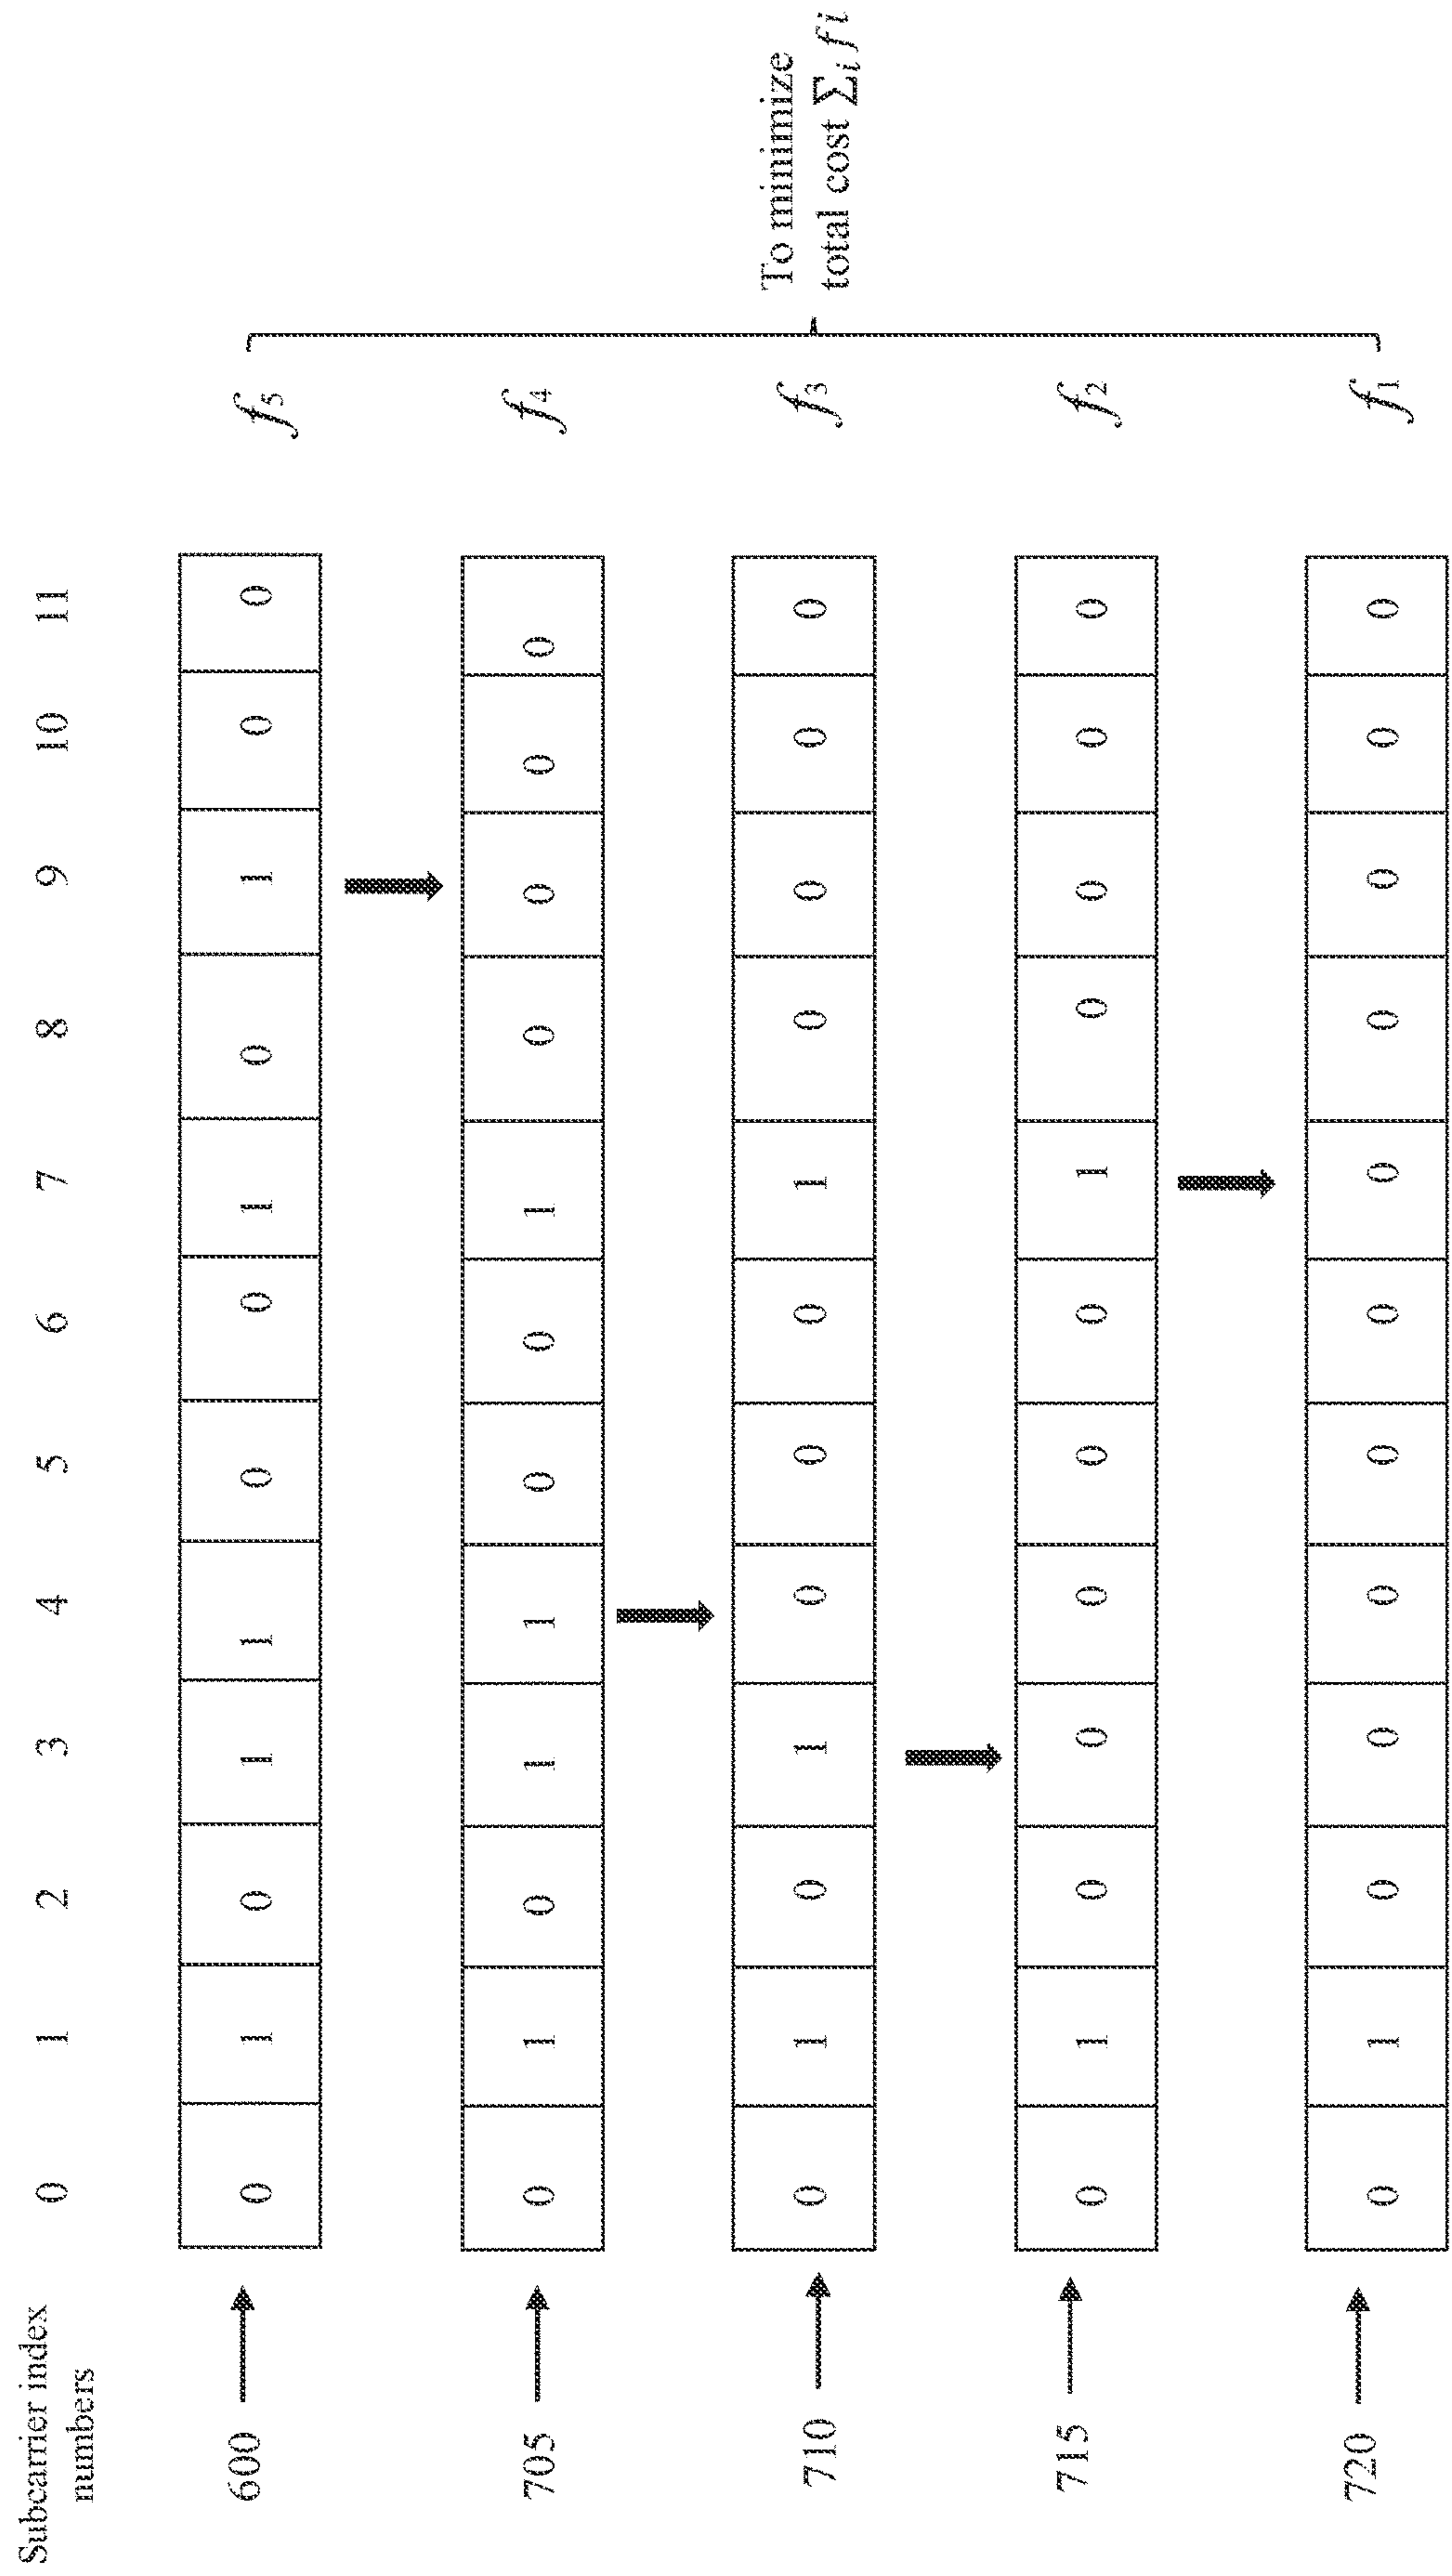 Subcarrier index
numbers
0 1 2 3 4 5 6 7 8 9 10 11
600 0 1 0 1 1 0 0 1 0 1 0 0 f5
705 0 1 0 1 1 0 0 1 0 0 0 0 f4
710 0 1 0 1 0 0 0 1 0 0 0 0 f3
715 0 1 0 0 0 0 0 1 0 0 0 0 f2
720 0 1 0 0 0 0 0 0 0 0 0 0 f1
To minimize
total cost ∑i fi